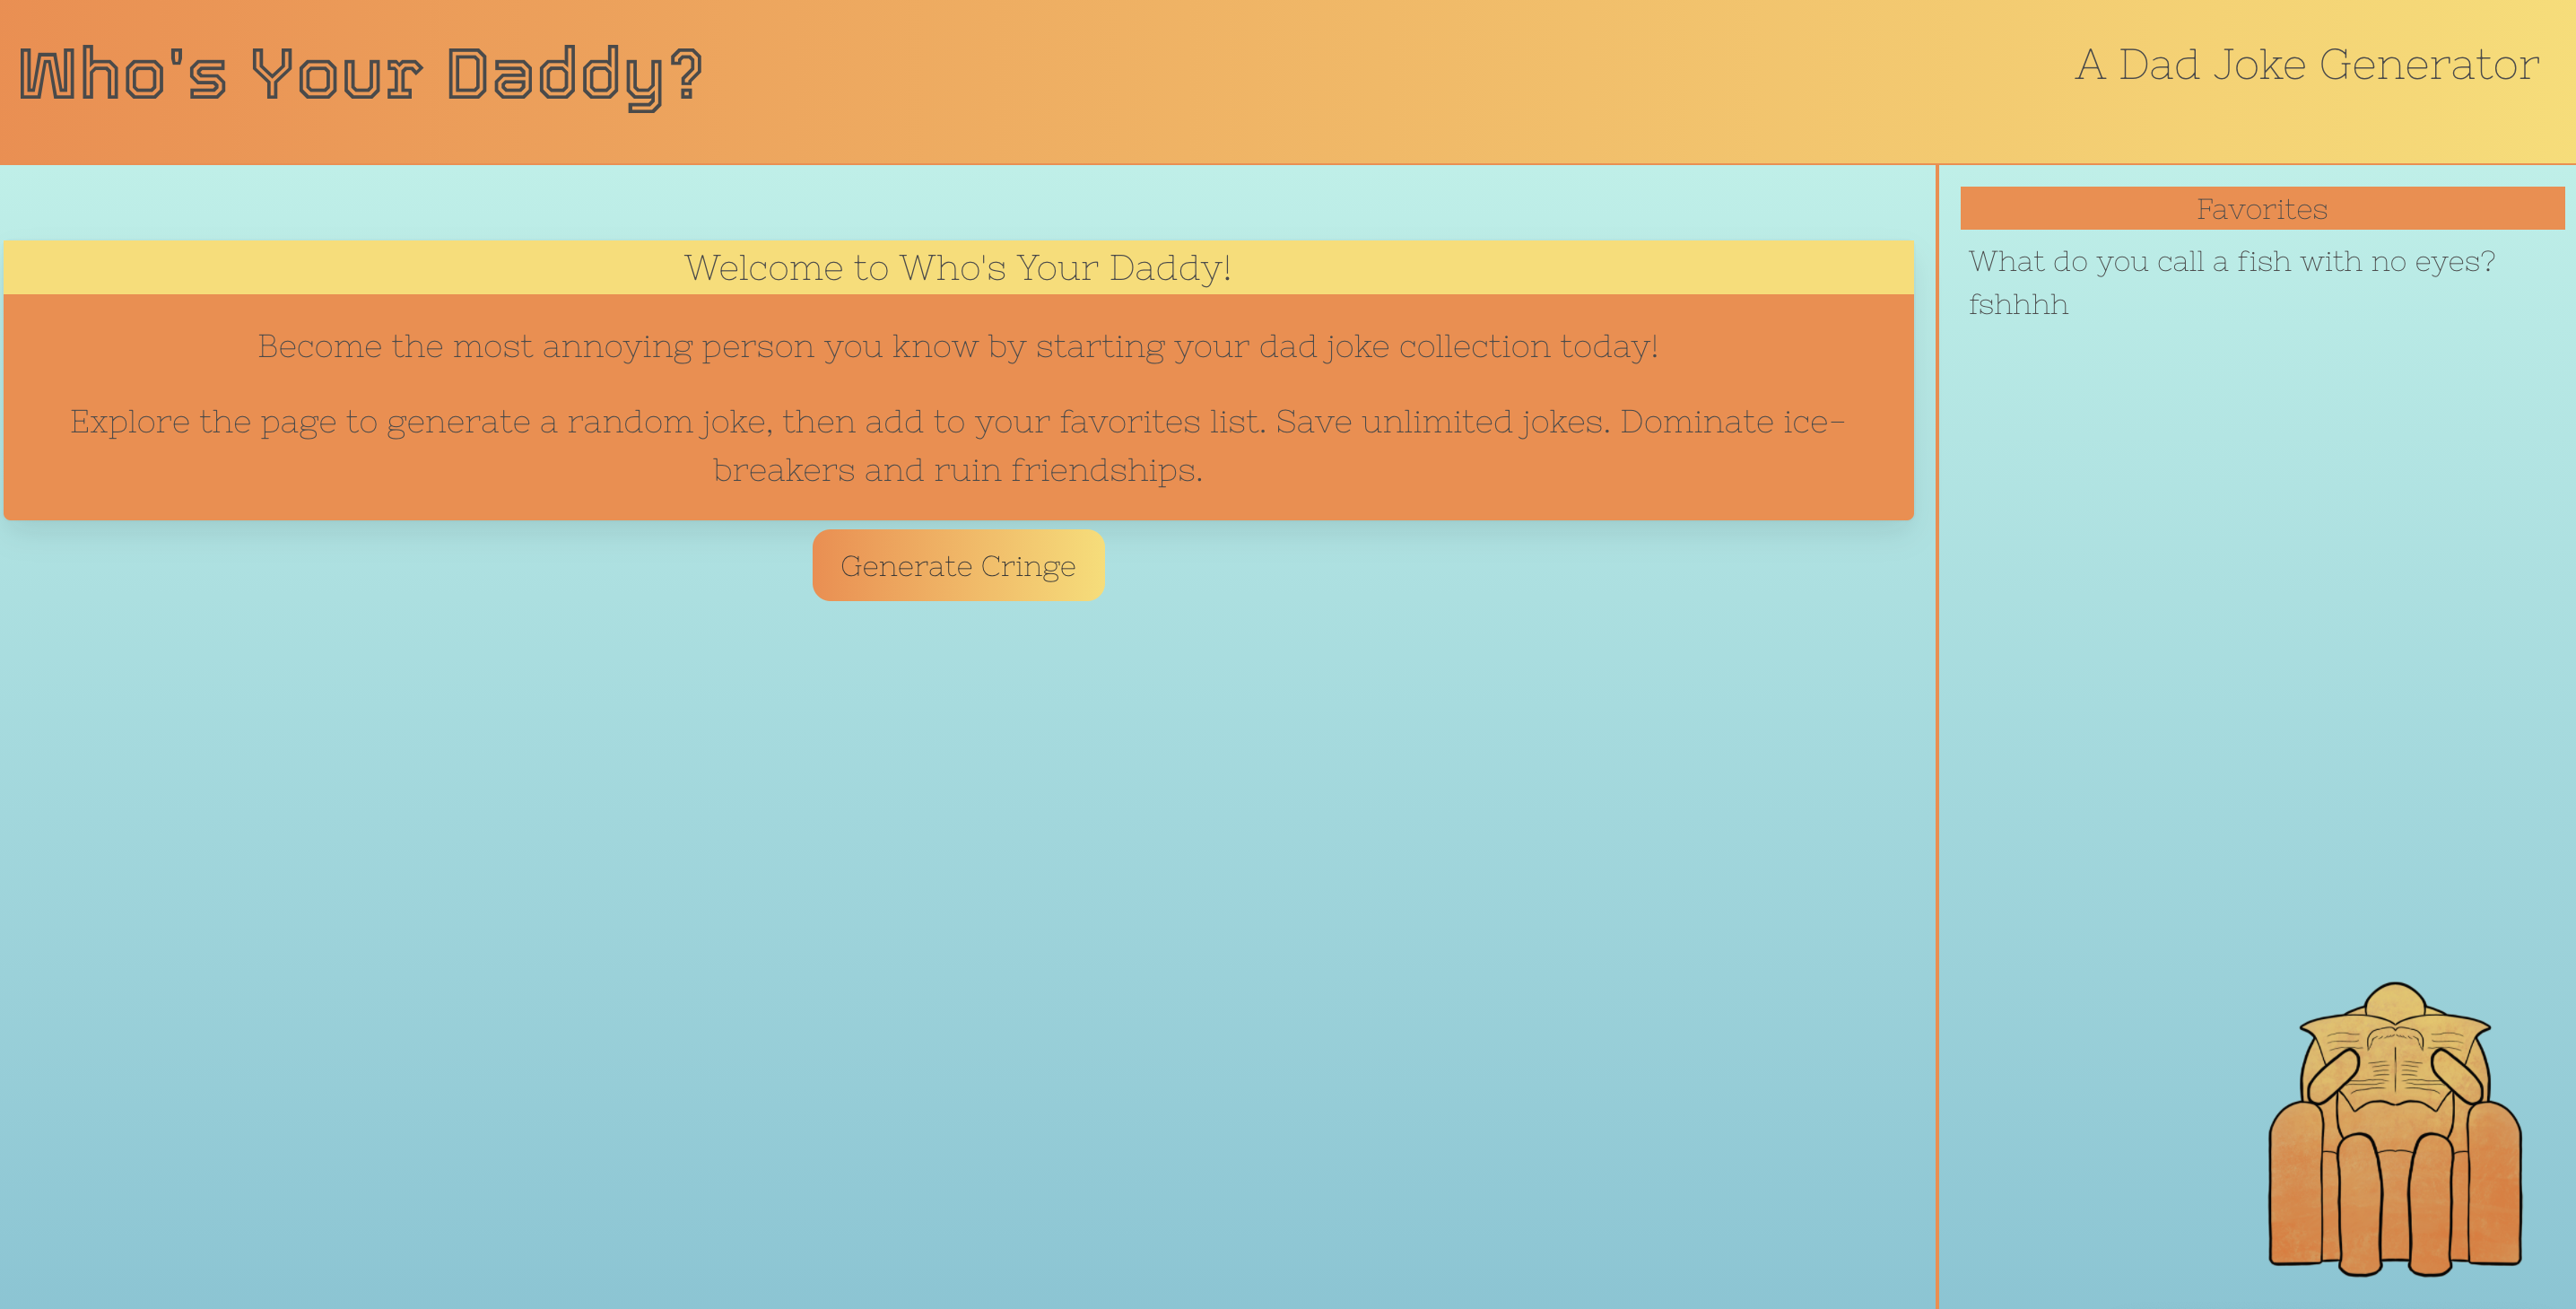 Who's Your Daddy?
A Dad Joke Generator
Welcome to Who's Your Daddy!
Become the most annoying person you know by starting your dad joke collection today!
Explore the page to generate a random joke, then add to your favorites list. Save unlimited jokes. Dominate ice-
breakers and ruin friendships.
Generate Cringe
Favorites
What do you call a fish with no eyes?
fshhhh